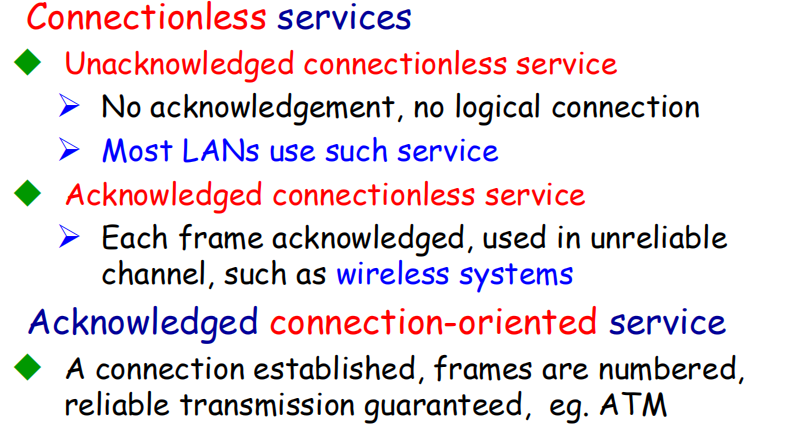 Connectionless services
Unacknowledged connectionless service
No acknowledgement, no logical connection
Most LANs use such service
Acknowledged connectionless service
Each frame acknowledged, used in unreliable
channel, such as wireless systems
Acknowledged connection-oriented service
A connection established, frames are numbered,
reliable transmission guaranteed, eg. ATM